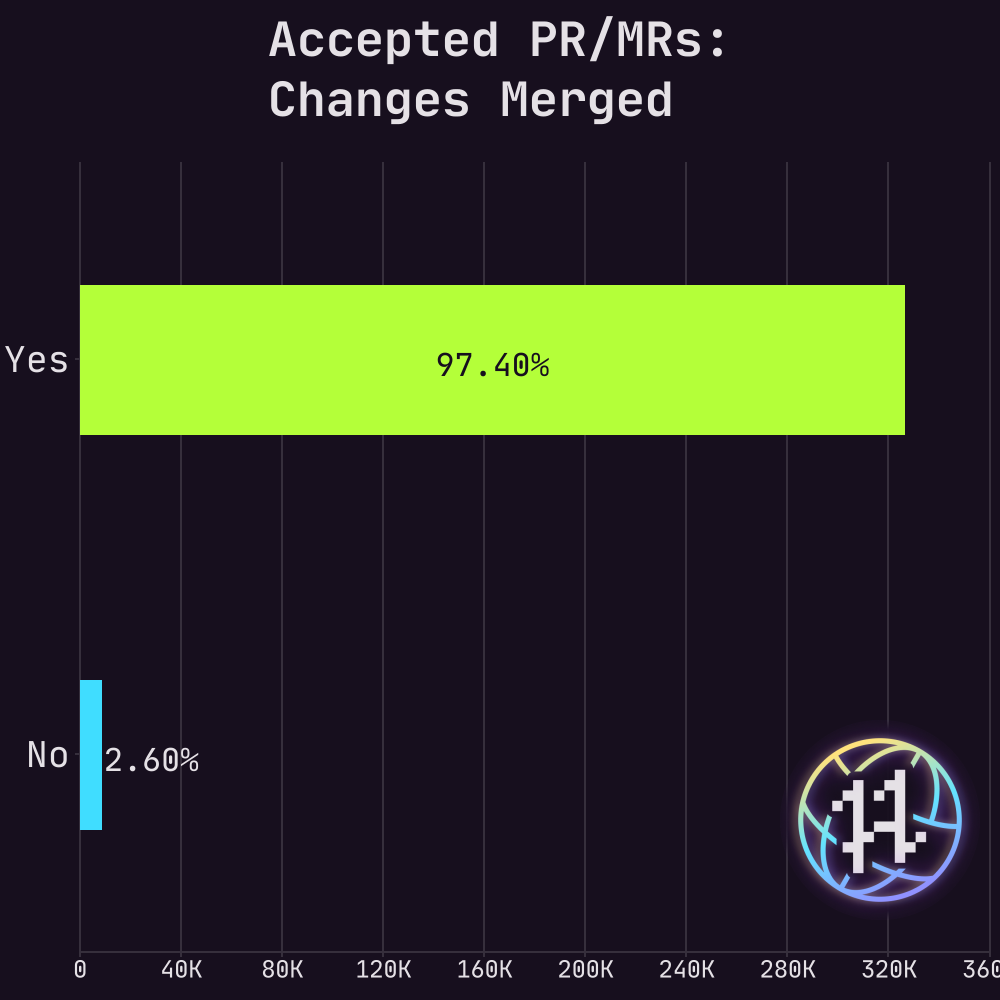 Accepted PR/MRs:
Changes Merged
Yes
97.40%
No
2.60%
0 40K 80K 120K 160K 200K 240K 280K 320K 360